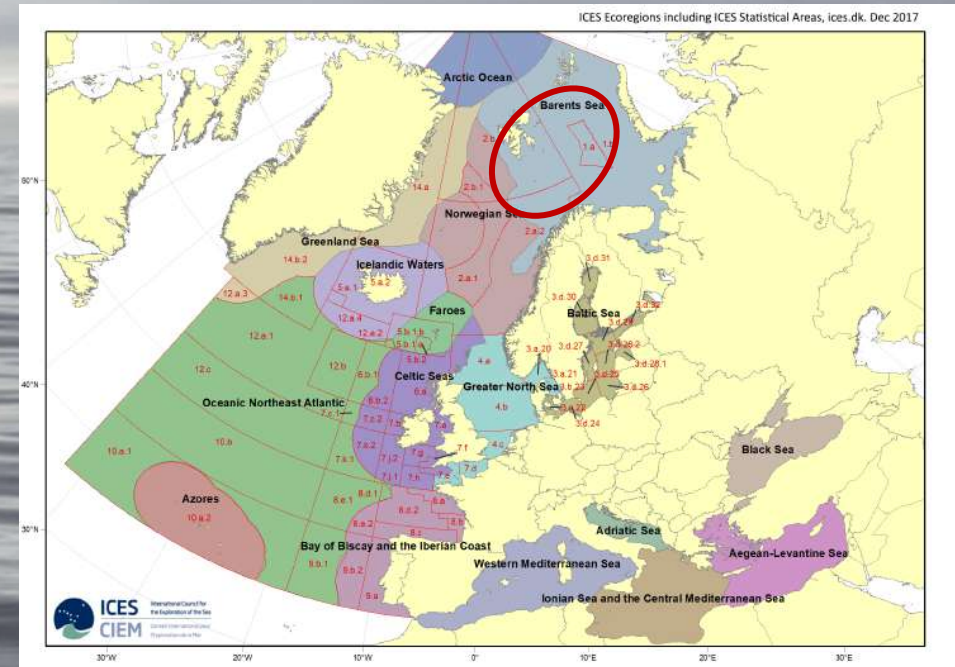 ICES Ecoregions including ICES Statistical Areas, ices.dk. Dec 2017
Arctic Ocean
Barents Sea
2.b
1.a
1.b
60°N
14.a
2.b.1
Norwegian Sea
2.a.2
Greenland Sea
14.b.2
Icelandic Waters
5.a.1
5.a.2
2.a.1
3.d.31
12.a.3
14.b.1
12.a.4
Faroes
3.d.30
3.d.32
Baltic Sea
12.a.1
12.a.2
5.b.1.b
5.b.1.a
5.b.2
3.a.20
3.d.27
3.d.29
3.d.28.2
3.d.28.1
12.c
12.b
6.b.1
4.a
3.a.21
3.d.25
3.d.26
40°N
Celtic Seas
6.a
Greater North Sea
3.b.23
6.b.2
Oceanic Northeast Atlantic
7.c.1
4.b
3.c.22
3.d.24
7.c.2
7.b
7.a
10.b
7.k.2
7.g
7.f
4.c
10.a.1
7.k.1
7.j.2
7.j.1
7.h
7.e
7.d
Black Sea
Azores
10.a.2
8.e.1
8.d.1
8.a
8.d.2
8.b
30°N
8.e.2
8.c
Adriatic Sea
Bay of Biscay and the Iberian Coast
Aegean-Levantine Sea
9.b.1
9.b.2
Western Mediterranean Sea
9.a
Ionian Sea and the Central Mediterranean Sea
ICES
International Council for
the Exploration of the Sea
CIEM
30°W
20°W
10°W
0°
10°E
20°E
30°E